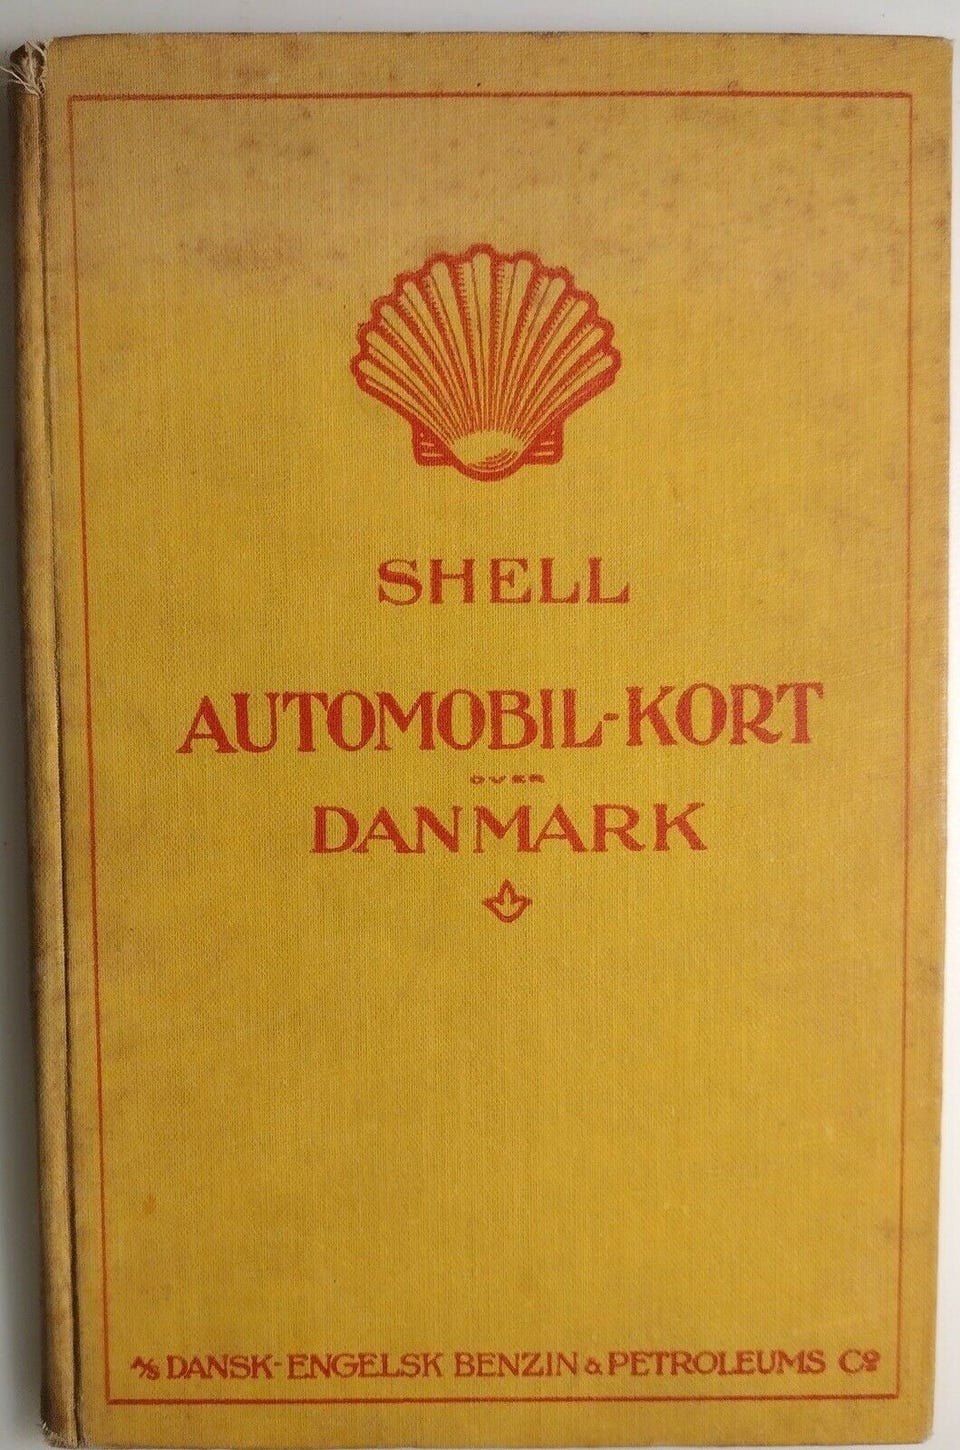 SHELL
AUTOMOBIL-KORT
OVER
DANMARK
A/S DANSK-ENGELSK BENZIN & PETROLEUMS Co